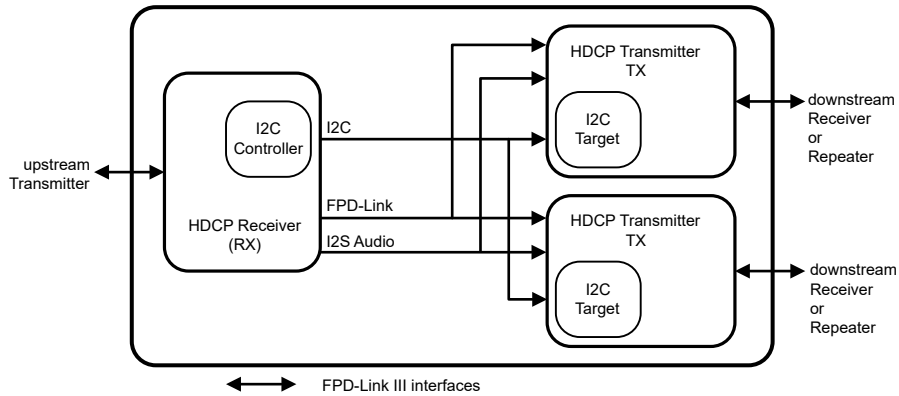 upstream
Transmitter
I2C
Controller
HDCP Receiver
(RX)
I2C
FPD-Link
I2S Audio
HDCP Transmitter
TX
I2C
Target
downstream
Receiver
or
Repeater
HDCP Transmitter
TX
I2C
Target
downstream
Receiver
or
Repeater
FPD-Link III interfaces